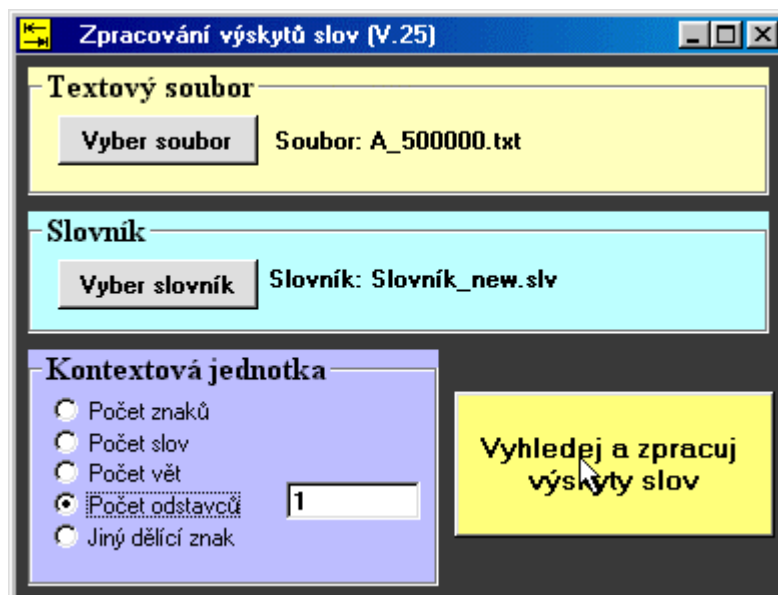 Zpracování výskytů slov (V.25)
Textový soubor
Vyber soubor
Soubor: A_500000.txt
Slovník
Vyber slovník
Slovník: Slovník_new.slv
Kontextová jednotka
Počet znaků
Počet slov
Počet vět
Počet odstavců
1
Jiný dělící znak
Vyhledej a zpracuj
výskyty slov